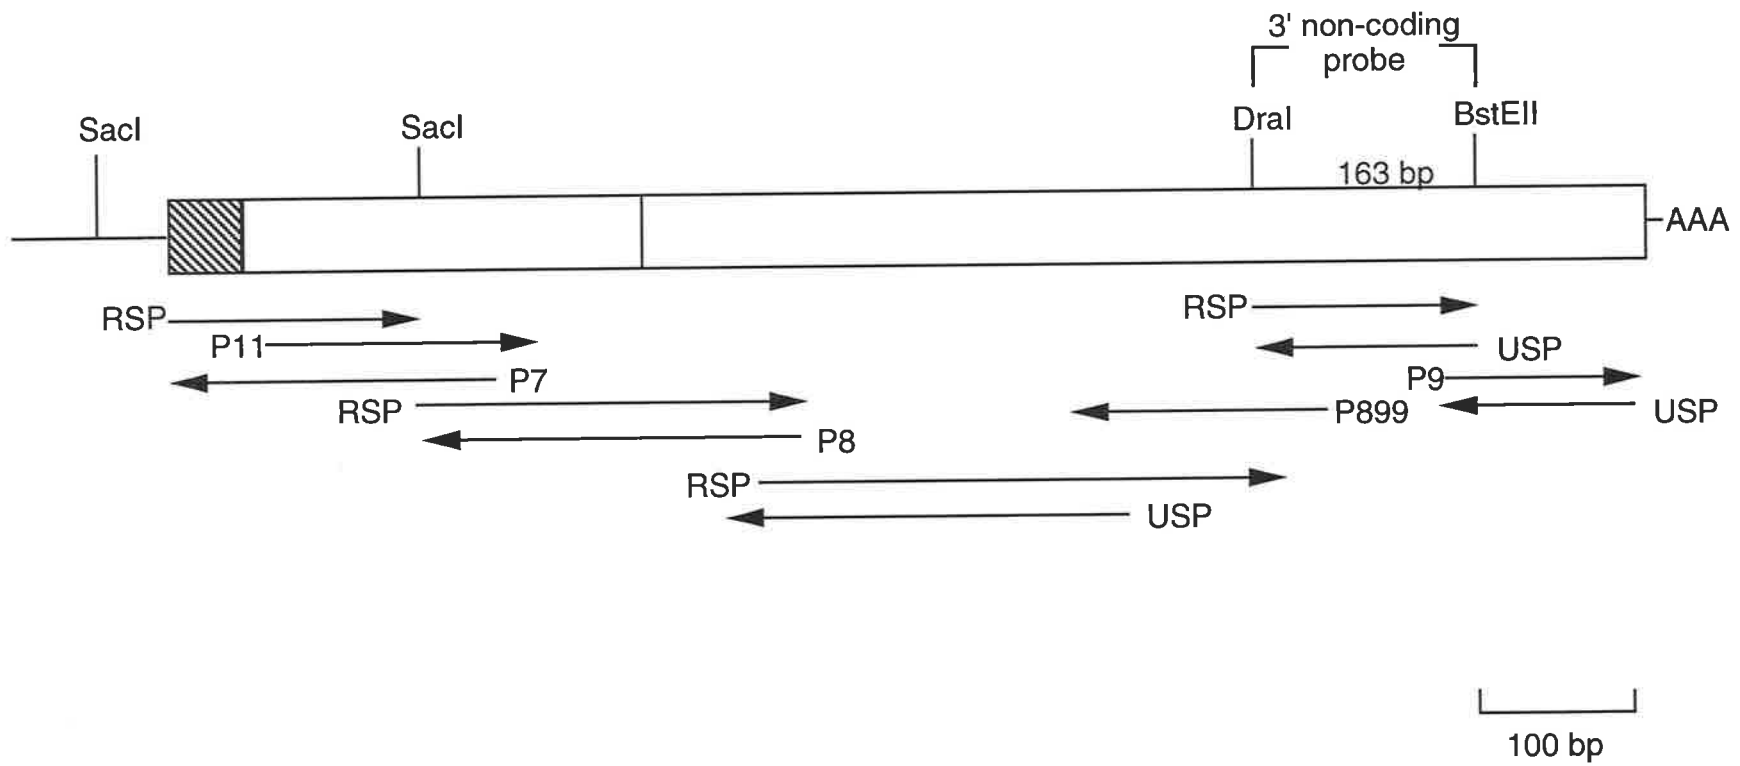 3' non-coding
probe
SacI
SacI
DraI
BstEII
163 bp
AAA
RSP
RSP
P11
USP
P7
P9
RSP
P899
USP
P8
RSP
USP
100 bp